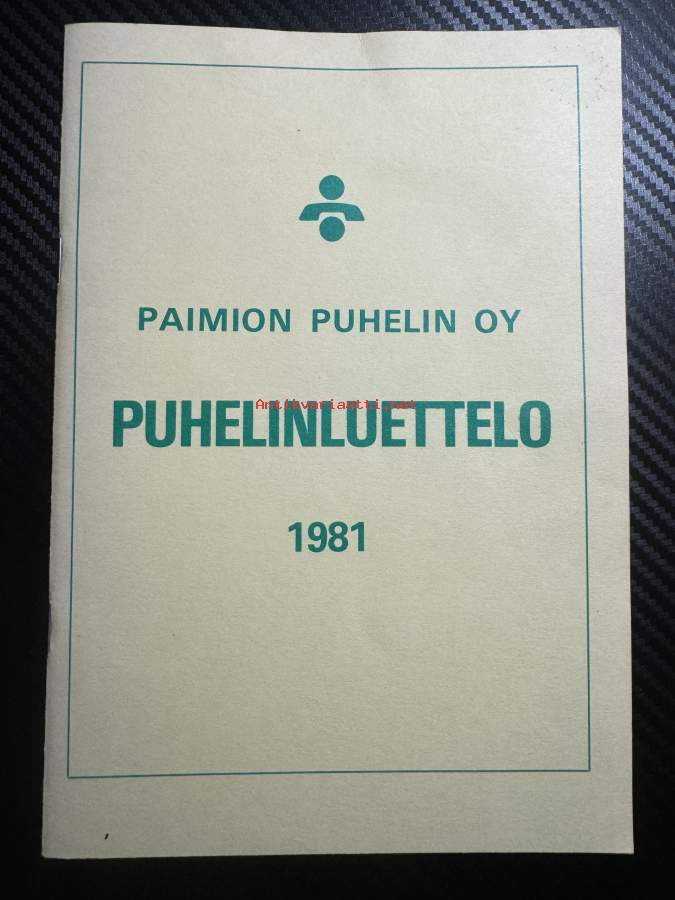 PAIMION PUHELIN OY
Antikvariaatti.net
PUHELINLUETTELO
1981